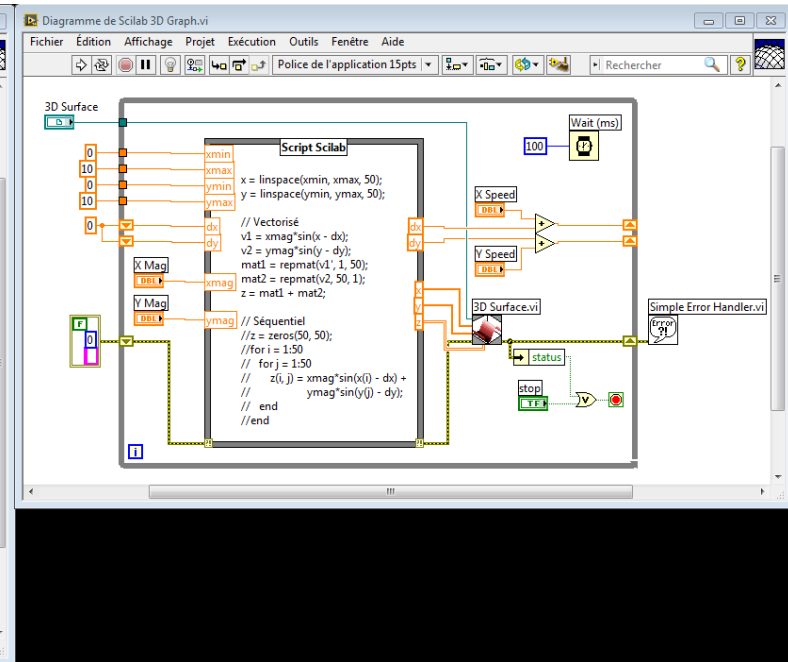 Diagramme de Scilab 3D Graph.vi
Fichier Édition Affichage Projet Exécution Outils Fenêtre Aide
Police de l'application 15pts
Rechercher
3D Surface
Wait (ms)
100
0
10
0
10
0
Script Scilab
xmin
xmax
ymin
ymax
dx
dy
xmag
ymag
x = linspace(xmin, xmax, 50);
y = linspace(ymin, ymax, 50);
// Vectorisé
v1 = xmag*sin(x - dx);
v2 = ymag*sin(y - dy);
mat1 = repmat(v1', 1, 50);
mat2 = repmat(v2, 50, 1);
z = mat1 + mat2;
// Séquentiel
//z = zeros(50, 50);
//for i = 1:50
// for j = 1:50
// z(i, j) = xmag*sin(x(i) - dx) +
// ymag*sin(y(j) - dy);
// end
//end
dx
dy
x
y
z
X Mag
DBL
Y Mag
DBL
F
0
X Speed
DBL
Y Speed
DBL
3D Surface.vi
Simple Error Handler.vi
Error
?!
status
stop
TF
i